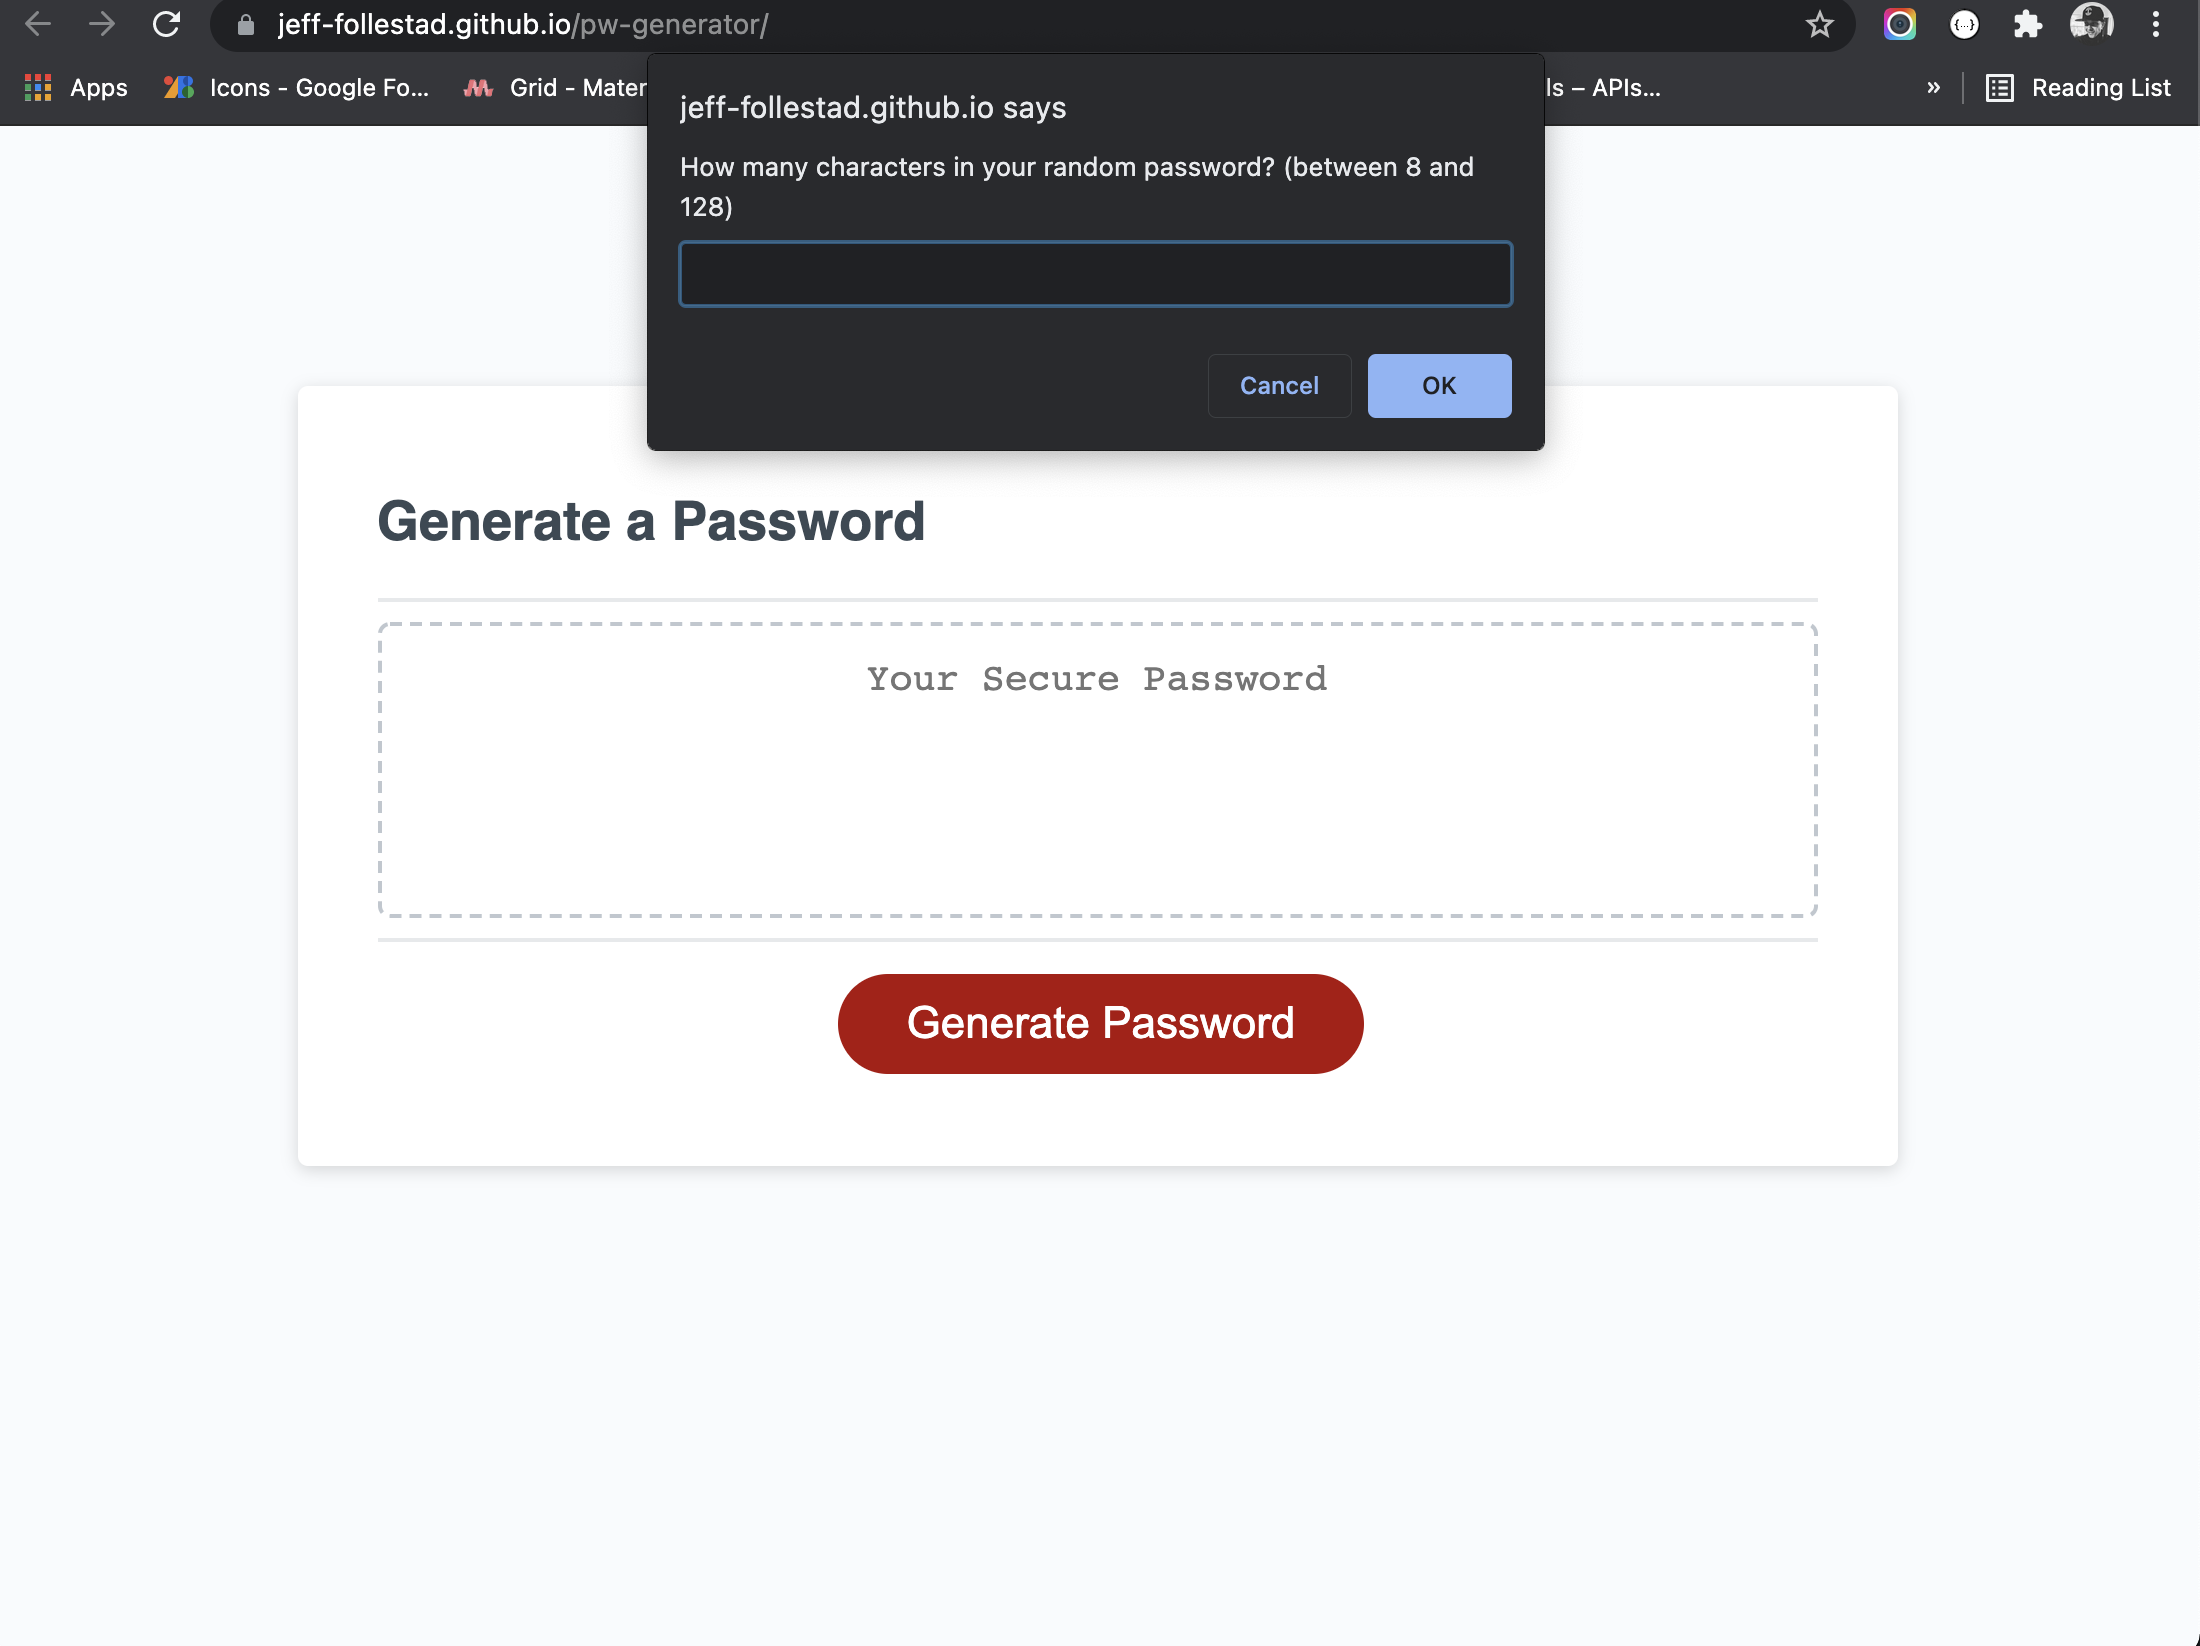 jeff-follestad.github.io/pw-generator/
Apps
Icons - Google Fo...
Grid - Mater
ls – APIs...
»
Reading List
jeff-follestad.github.io says
How many characters in your random password? (between 8 and
128)
Cancel
OK
Generate a Password
Your Secure Password
Generate Password